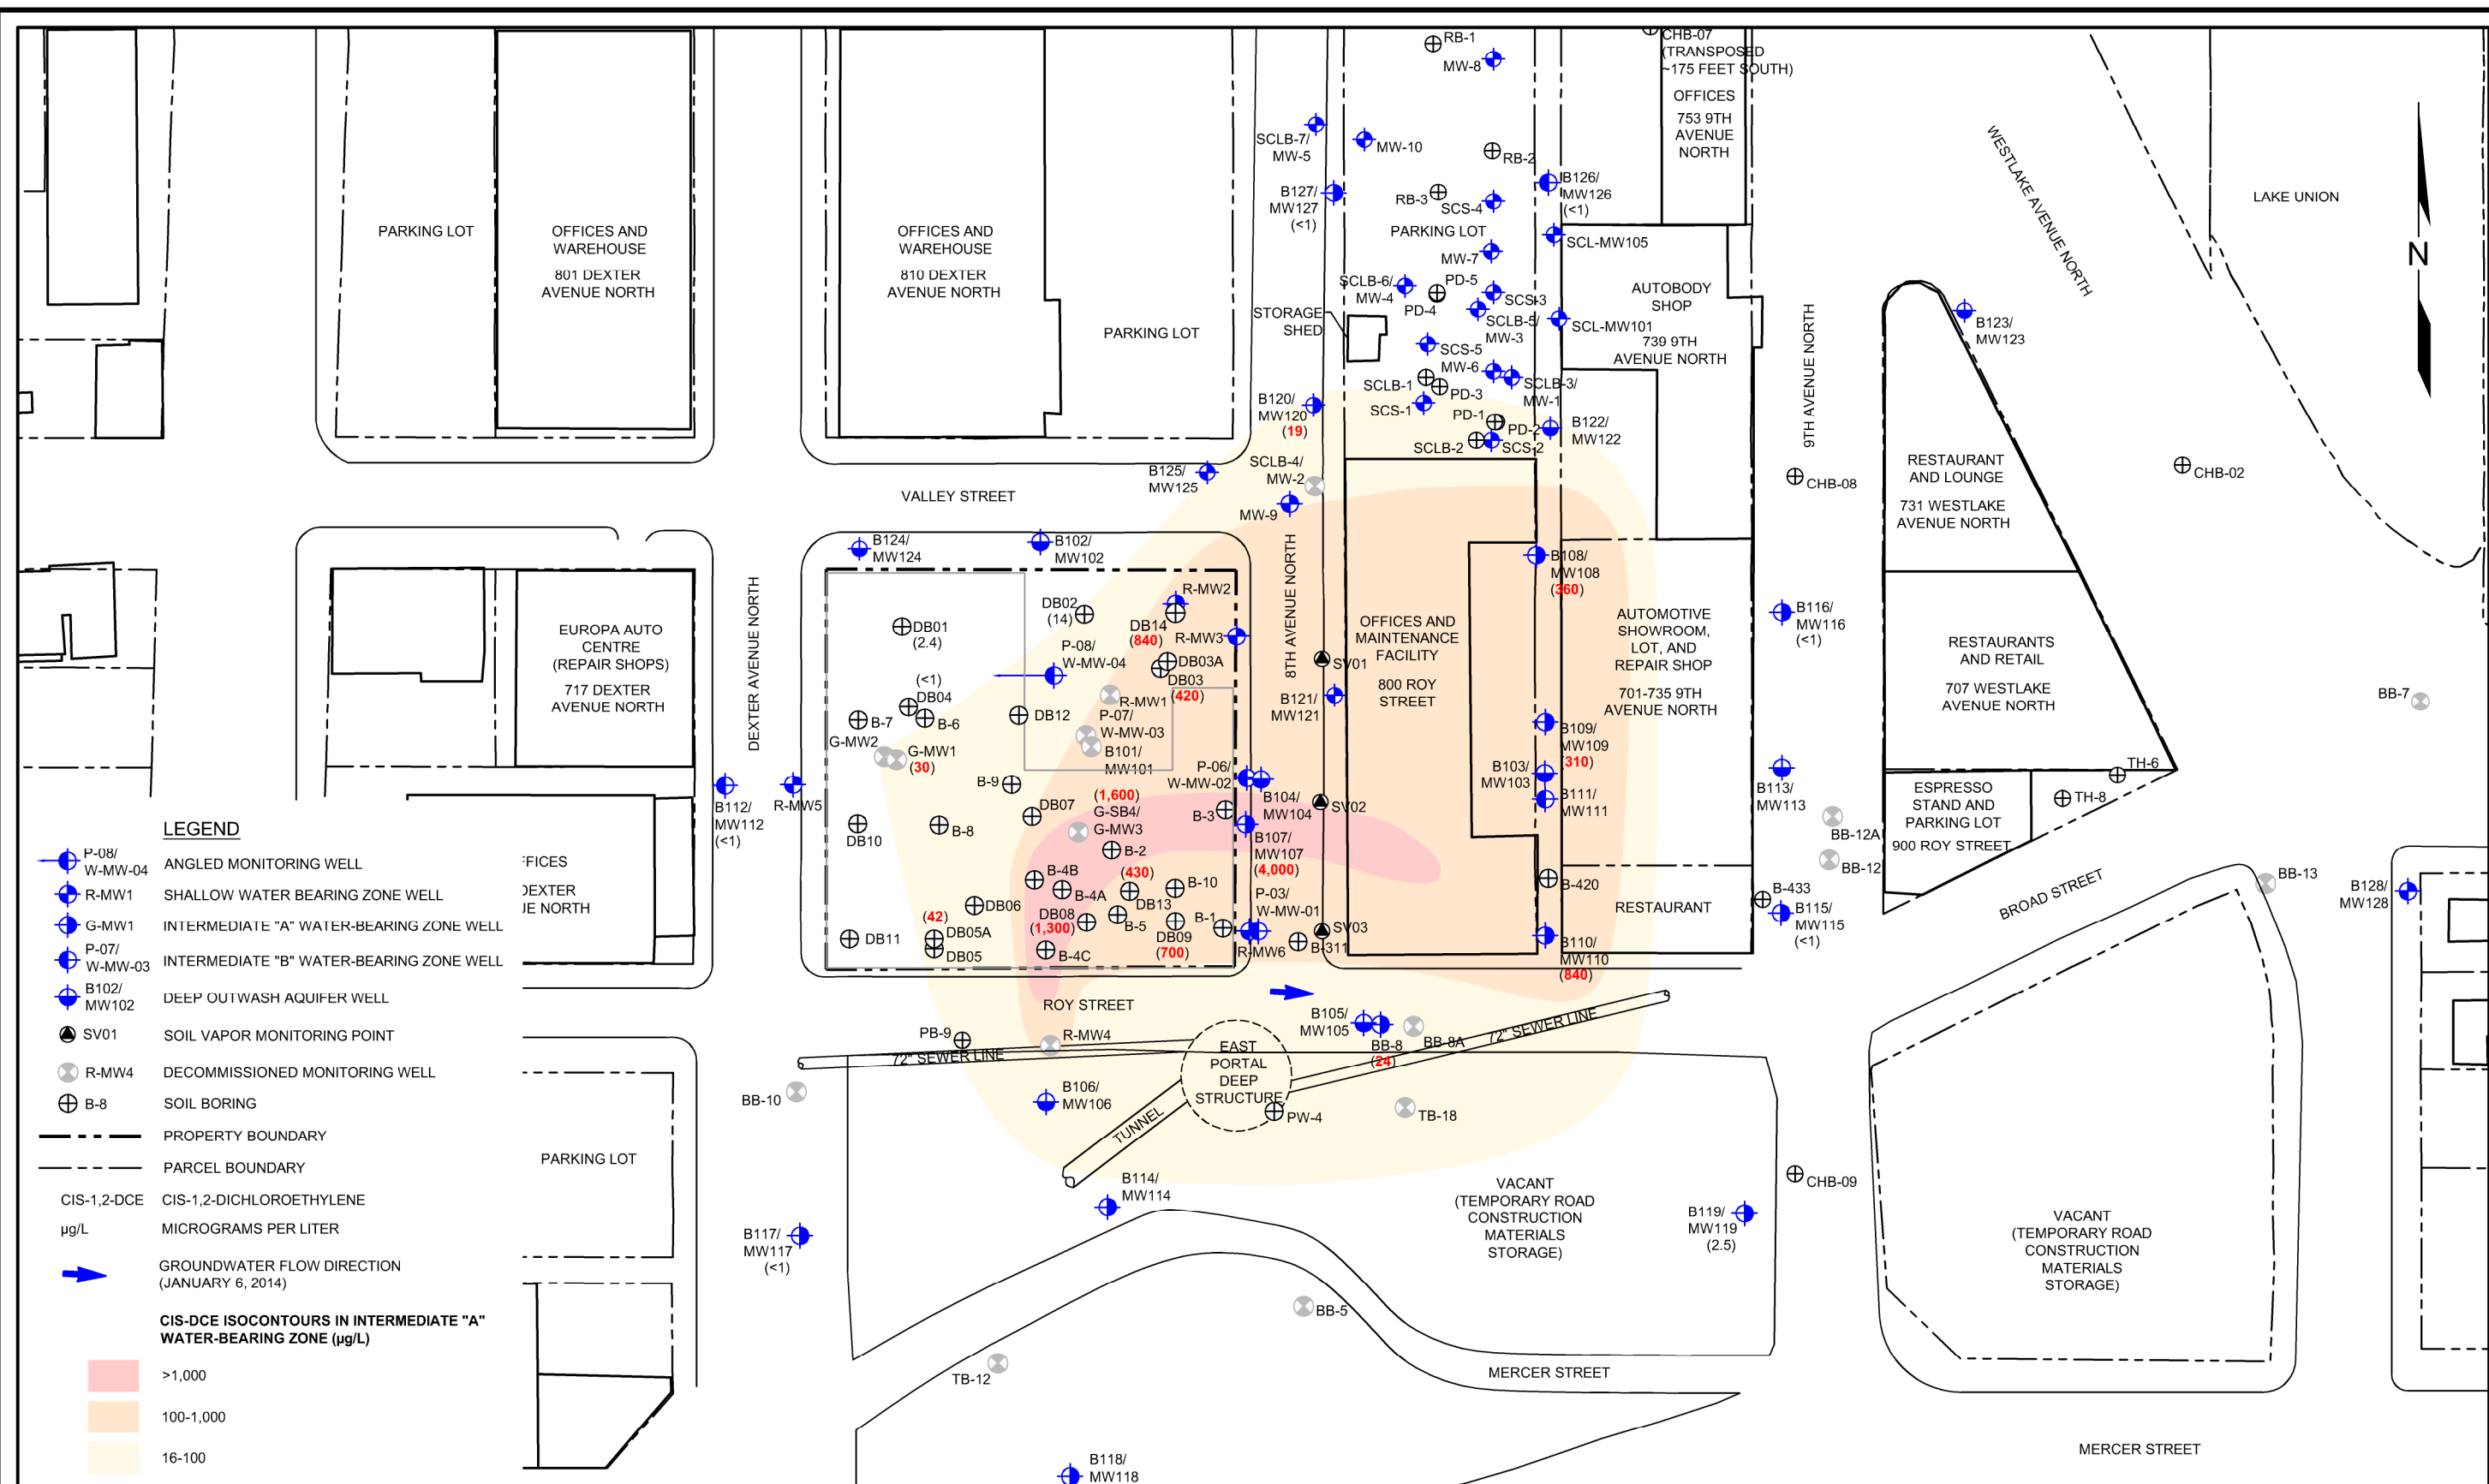 RB-1
MW-8
CHB-07
(TRANSPOSED
~175 FEET SOUTH)
OFFICES
753 9TH
AVENUE
NORTH
WESTLAKE AVENUE NORTH
LAKE UNION
N
SCLB-7/
MW-5
MW-10
RB-2
B127/
MW127
(<1)
RB-3
SCS-4
B126/
MW126
(<1)
PARKING LOT
OFFICES AND
WAREHOUSE
801 DEXTER
AVENUE NORTH
OFFICES AND
WAREHOUSE
810 DEXTER
AVENUE NORTH
PARKING LOT
PARKING LOT
MW-7
SCL-MW105
SCLB-6/
MW-4
PD-5
PD-4
SCS-3
SCLB-5/
MW-3
SCL-MW101
AUTOBODY
SHOP
739 9TH
AVENUE NORTH
STORAGE
SHED
SCS-5
MW-6
SCLB-1
PD-3
SCLB-3/
MW-1
SCS-1
PD-1
PD-2
SCLB-2
SCS-2
B120/
MW120
(19)
B122/
MW122
9TH AVENUE NORTH
B123/
MW123
B125/
MW125
VALLEY STREET
SCLB-4/
MW-2
MW-9
CHB-08
RESTAURANT
AND LOUNGE
731 WESTLAKE
AVENUE NORTH
CHB-02
B124/
MW124
B102/
MW102
8TH AVENUE NORTH
B108/
MW108
(360)
DEXTER AVENUE NORTH
EUROPA AUTO
CENTRE
(REPAIR SHOPS)
717 DEXTER
AVENUE NORTH
DB01
(2.4)
DB02
(14)
R-MW2
DB14
(840)
R-MW3
P-08/
W-MW-04
DB03A
DB03
(420)
(<1)
DB04
B-7
B-6
DB12
R-MW1
P-07/
W-MW-03
B101/
MW101
G-MW2
G-MW1
(30)
B-9
P-06/
W-MW-02
B104/
MW104
SV01
B121/
MW121
OFFICES AND
MAINTENANCE
FACILITY
800 ROY
STREET
AUTOMOTIVE
SHOWROOM,
LOT, AND
REPAIR SHOP
701-735 9TH
AVENUE NORTH
B109/
MW109
(310)
B103/
MW103
B111/
MW111
B116/
MW116
(<1)
RESTAURANTS
AND RETAIL
707 WESTLAKE
AVENUE NORTH
BB-7
TH-6
TH-8
B113/
MW113
BB-12A
BB-12
ESPRESSO
STAND AND
PARKING LOT
900 ROY STREET
B112/
MW112
(<1)
R-MW5
DB10
B-8
DB07
(1,600)
G-SB4/
G-MW3
B-3
SV02
B107/
MW107
(4,000)
B-2
(430)
B-4B
B-4A
DB13
B-10
P-03/
W-MW-01
DB06
(42)
DB05A
DB05
DB08
(1,300)
B-5
DB09
(700)
B-1
B-4C
DB11
R-MW6
B-311
SV03
B-420
RESTAURANT
B110/
MW110
(840)
B-433
B115/
MW115
(<1)
BROAD STREET
BB-13
B128/
MW128
FFICES
DEXTER
UE NORTH
ROY STREET
PB-9
R-MW4
72" SEWER LINE
EAST
PORTAL
DEEP
STRUCTURE
B105/
MW105
BB-8
(24)
BB-8A
72" SEWER LINE
BB-10
B106/
MW106
TUNNEL
PW-4
TB-18
PARKING LOT
B114/
MW114
B117/
MW117
(<1)
VACANT
(TEMPORARY ROAD
CONSTRUCTION
MATERIALS
STORAGE)
B119/
MW119
(2.5)
CHB-09
VACANT
(TEMPORARY ROAD
CONSTRUCTION
MATERIALS
STORAGE)
BB-5
TB-12
MERCER STREET
MERCER STREET
B118/
MW118
LEGEND
P-08/
W-MW-04 ANGLED MONITORING WELL
R-MW1 SHALLOW WATER BEARING ZONE WELL
G-MW1 INTERMEDIATE "A" WATER-BEARING ZONE WELL
P-07/
W-MW-03 INTERMEDIATE "B" WATER-BEARING ZONE WELL
B102/
MW102 DEEP OUTWASH AQUIFER WELL
SV01 SOIL VAPOR MONITORING POINT
R-MW4 DECOMMISSIONED MONITORING WELL
B-8 SOIL BORING
PROPERTY BOUNDARY
PARCEL BOUNDARY
CIS-1,2-DCE CIS-1,2-DICHLOROETHYLENE
µg/L MICROGRAMS PER LITER
GROUNDWATER FLOW DIRECTION
(JANUARY 6, 2014)
CIS-DCE ISOCONTOURS IN INTERMEDIATE "A"
WATER-BEARING ZONE (µg/L)
>1,000
100-1,000
16-100